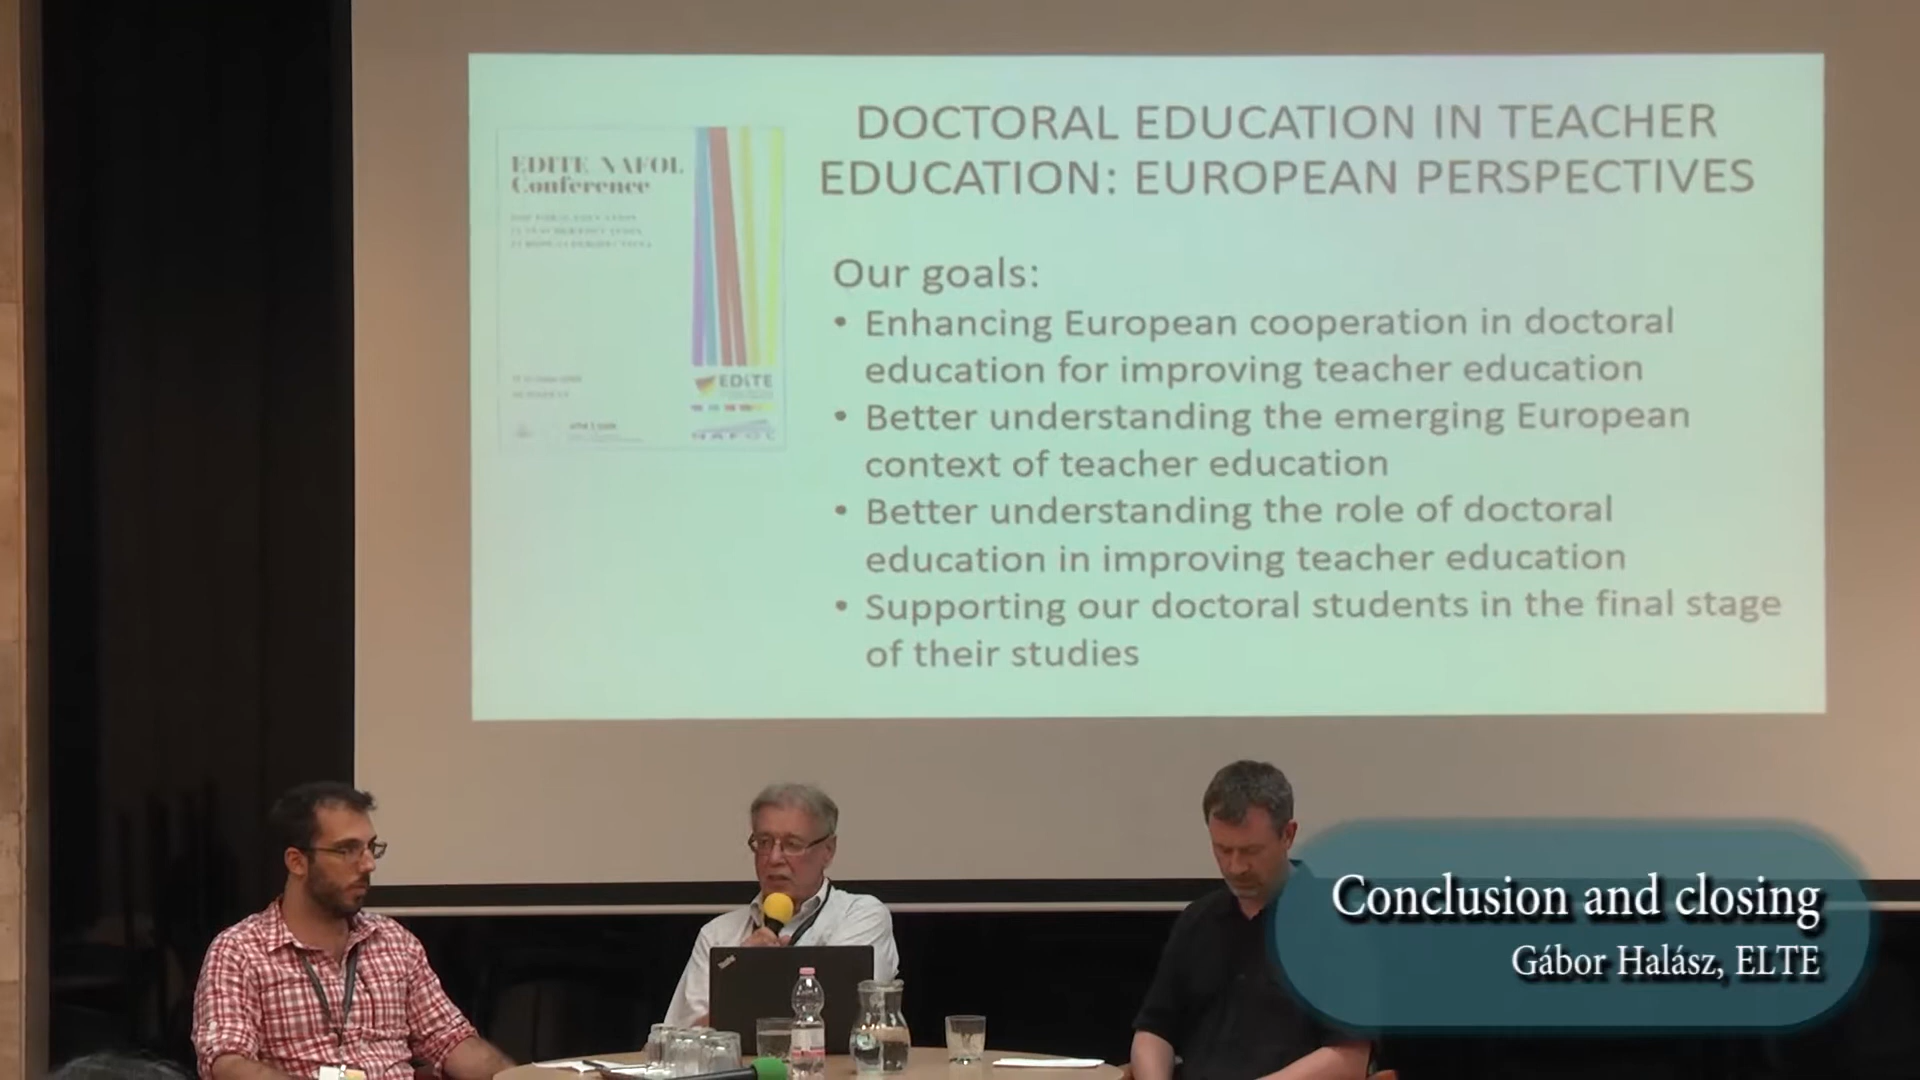 DOCTORAL EDUCATION IN TEACHER
EDUCATION: EUROPEAN PERSPECTIVES
EDITE NAFOL
Conference
EDiTE
NAFOL
Our goals:
• Enhancing European cooperation in doctoral
education for improving teacher education
• Better understanding the emerging European
context of teacher education
• Better understanding the role of doctoral
education in improving teacher education
• Supporting our doctoral students in the final stage
of their studies
Conclusion and closing
Gábor Halász, ELTE